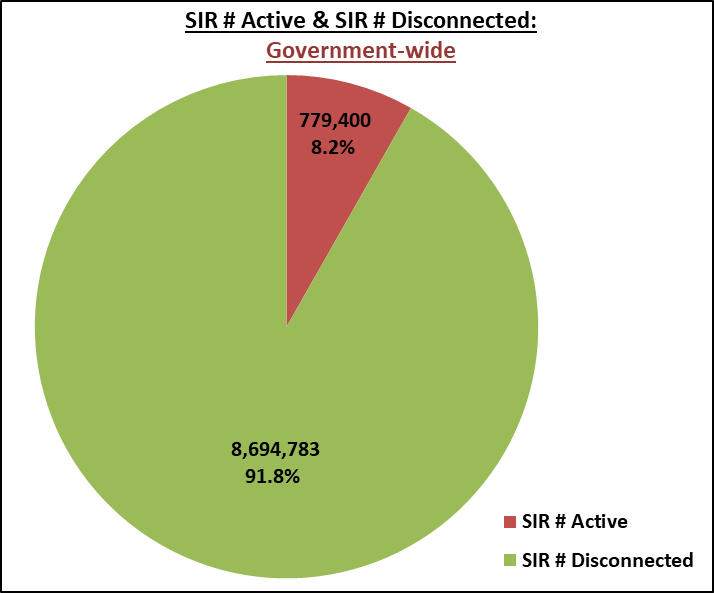 SIR # Active & SIR # Disconnected:
Government-wide
779,400
8.2%
8,694,783
91.8%
SIR # Active
SIR # Disconnected